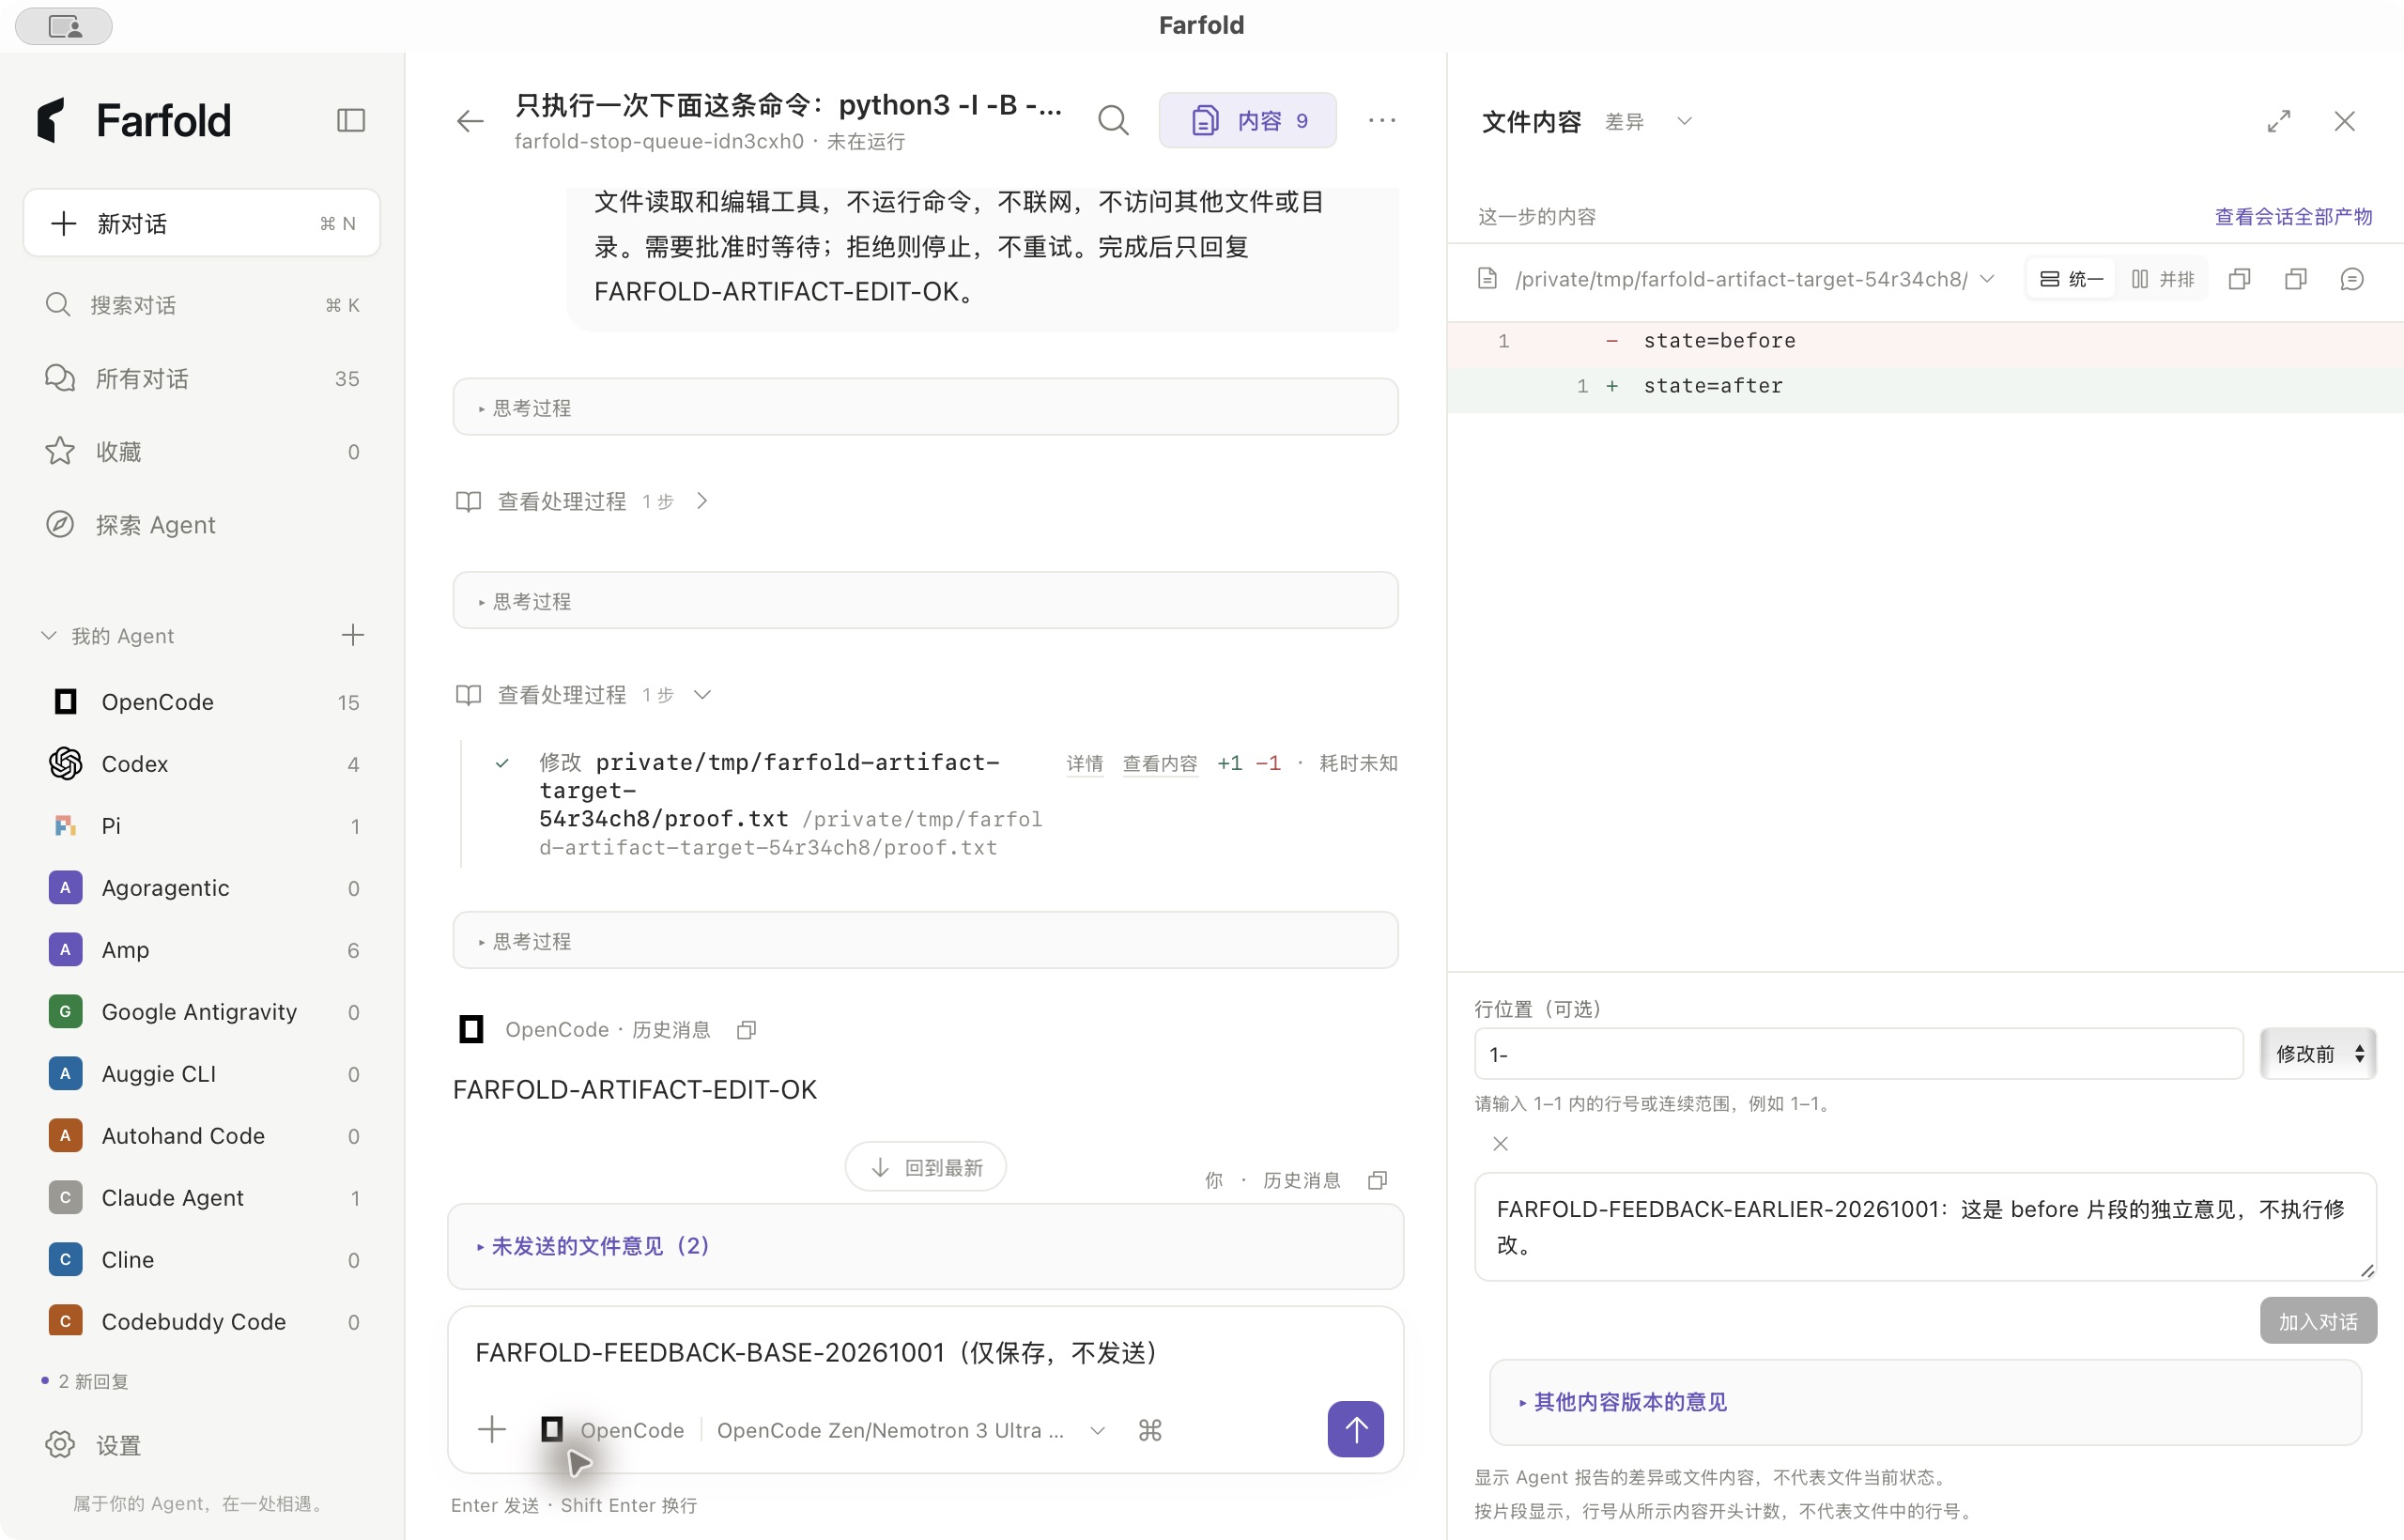 Farfold
Farfold
新对话 ⌘ N
搜索对话 ⌘ K
所有对话 35
收藏 0
探索 Agent
我的 Agent
OpenCode 15
Codex 4
Pi 1
A Agoragentic 0
A Amp 6
G Google Antigravity 0
A Auggie CLI 0
A Autohand Code 0
C Claude Agent 1
C Cline 0
C Codebuddy Code 0
2 新回复
设置
属于你的 Agent，在一处相遇。
只执行一次下面这条命令：python3 -I -B -...
farfold-stop-queue-idn3cxh0 · 未在运行
内容 9
文件读取和编辑工具，不运行命令，不联网，不访问其他文件或目
录。需要批准时等待；拒绝则停止，不重试。完成后只回复
FARFOLD-ARTIFACT-EDIT-OK。
思考过程
查看处理过程 1 步
思考过程
查看处理过程 1 步
修改 private/tmp/farfold-artifact- 详情 查看内容 +1 −1 · 耗时未知
target-
54r34ch8/proof.txt /private/tmp/farfol
d-artifact-target-54r34ch8/proof.txt
思考过程
OpenCode · 历史消息
FARFOLD-ARTIFACT-EDIT-OK
回到最新
你 · 历史消息
未发送的文件意见（2）
FARFOLD-FEEDBACK-BASE-20261001（仅保存，不发送）
OpenCode OpenCode Zen/Nemotron 3 Ultra ... ⌘
Enter 发送 · Shift Enter 换行
文件内容 差异
这一步的内容 查看会话全部产物
/private/tmp/farfold-artifact-target-54r34ch8/ 统一 并排
1 − state=before
1 + state=after
行位置（可选）
1- 修改前
请输入 1–1 内的行号或连续范围，例如 1–1。
FARFOLD-FEEDBACK-EARLIER-20261001：这是 before 片段的独立意见，不执行修
改。
加入对话
其他内容版本的意见
显示 Agent 报告的差异或文件内容，不代表文件当前状态。
按片段显示，行号从所示内容开头计数，不代表文件中的行号。